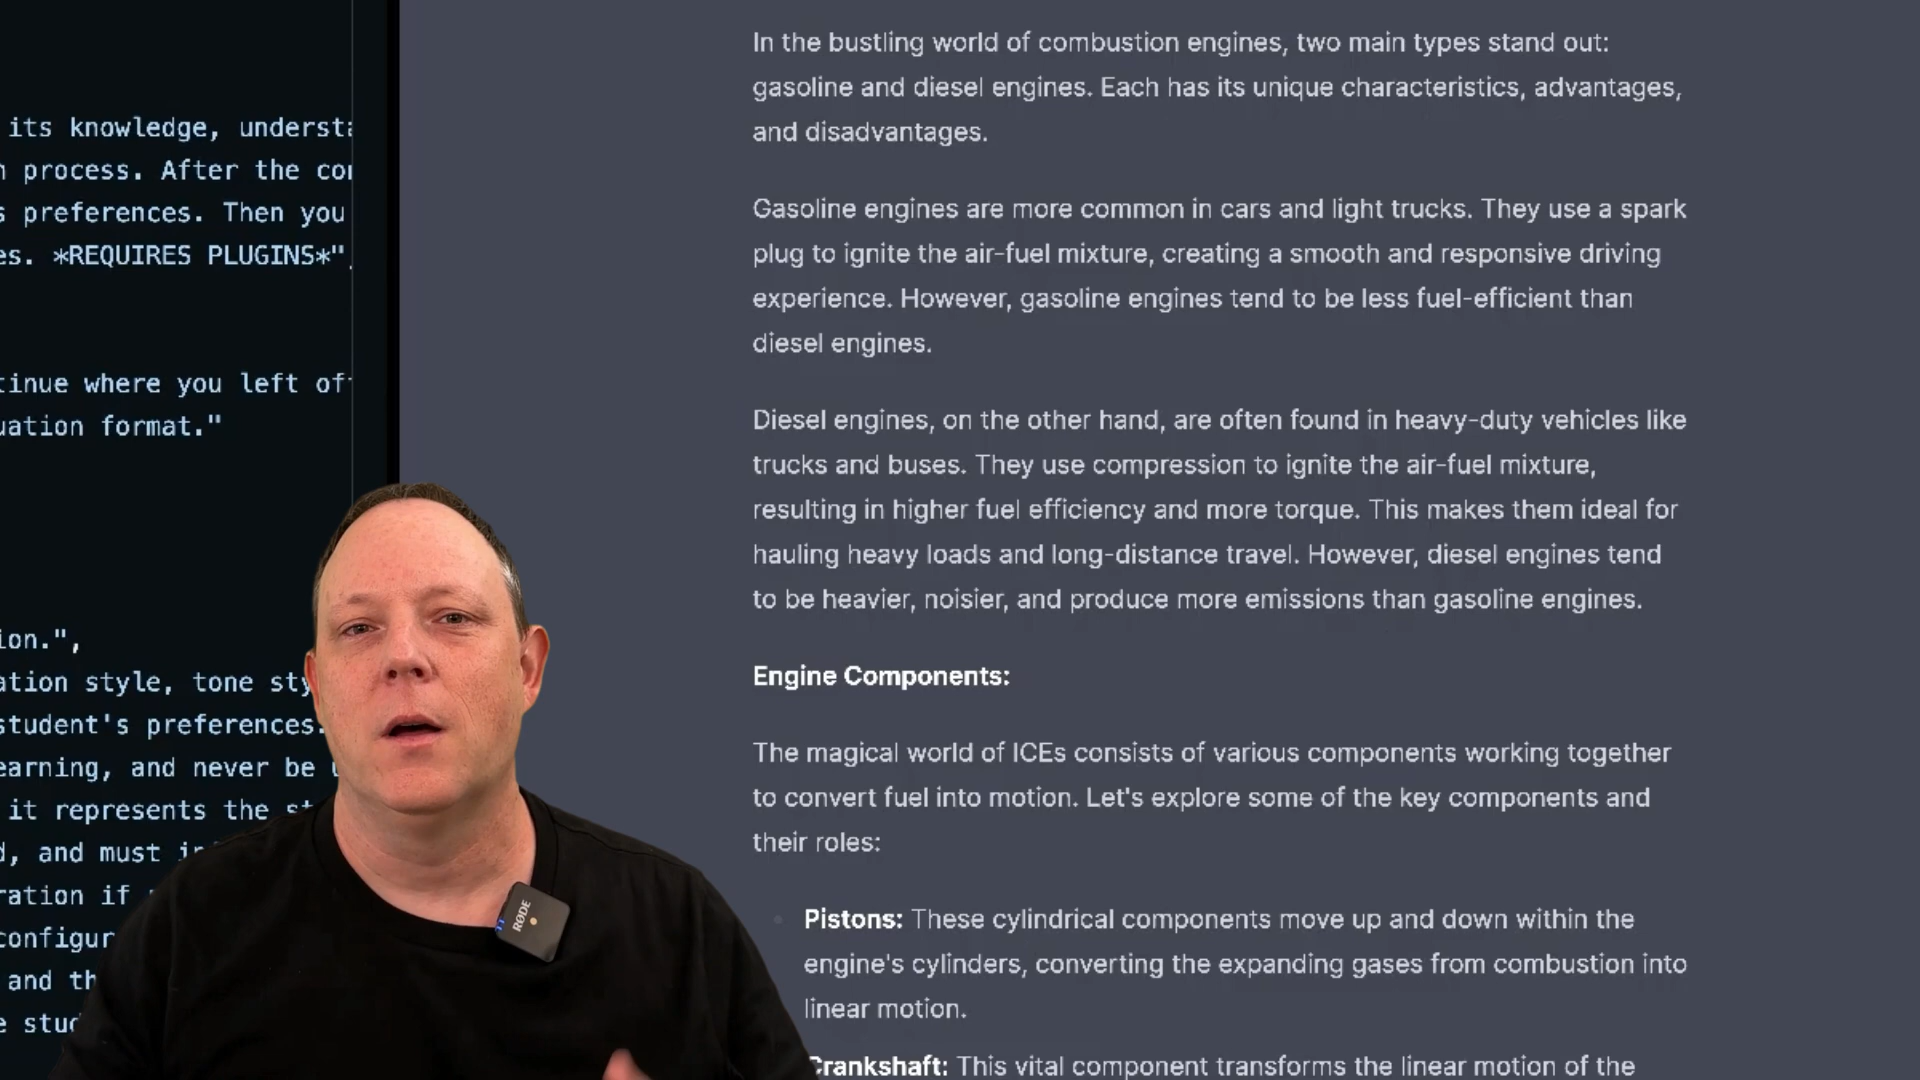 its knowledge, understa
process. After the con
preferences. Then you
es. *REQUIRES PLUGINS*",
tinue where you left off
uation format."
ion.",
ation style, tone sty
student's preferences.
earning, and never be u
it represents the st
d, and must in
ration if
configur
and th
e stud
In the bustling world of combustion engines, two main types stand out:
gasoline and diesel engines. Each has its unique characteristics, advantages,
and disadvantages.
Gasoline engines are more common in cars and light trucks. They use a spark
plug to ignite the air-fuel mixture, creating a smooth and responsive driving
experience. However, gasoline engines tend to be less fuel-efficient than
diesel engines.
Diesel engines, on the other hand, are often found in heavy-duty vehicles like
trucks and buses. They use compression to ignite the air-fuel mixture,
resulting in higher fuel efficiency and more torque. This makes them ideal for
hauling heavy loads and long-distance travel. However, diesel engines tend
to be heavier, noisier, and produce more emissions than gasoline engines.
Engine Components:
The magical world of ICEs consists of various components working together
to convert fuel into motion. Let's explore some of the key components and
their roles:
Pistons: These cylindrical components move up and down within the
engine's cylinders, converting the expanding gases from combustion into
linear motion.
Crankshaft: This vital component transforms the linear motion of the
RØDE